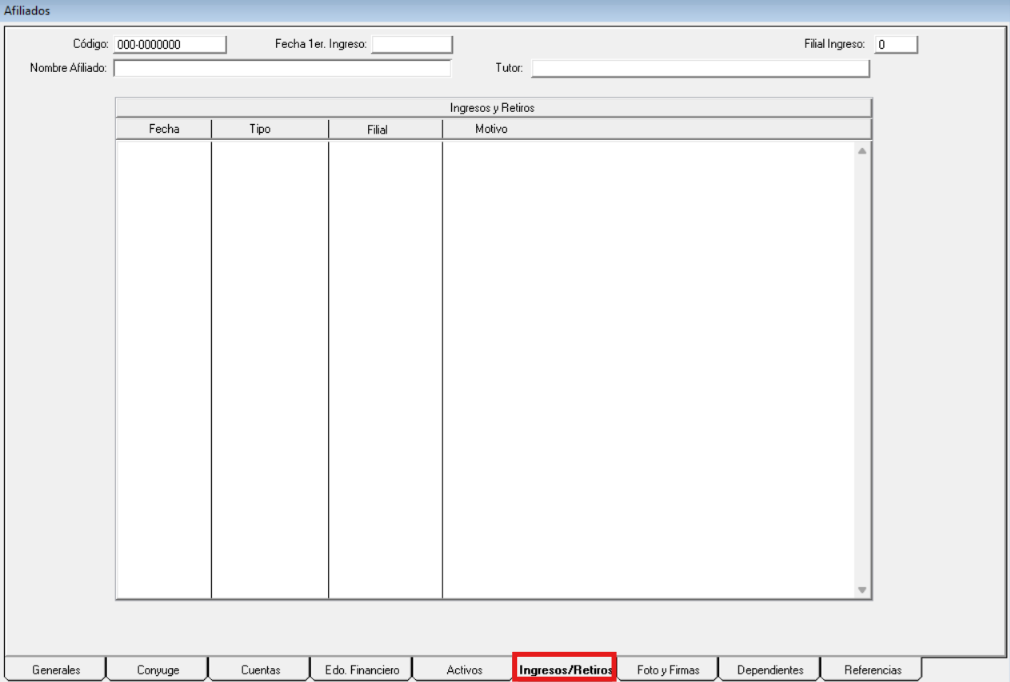 Afiliados
Código: 000-0000000 Fecha 1er. Ingreso: Filial Ingreso: 0
Nombre Afiliado: Tutor:
Ingresos y Retiros
Fecha Tipo Filial Motivo
Generales Conyuge Cuentas Edo. Financiero Activos Ingresos/Retiros Foto y Firmas Dependientes Referencias